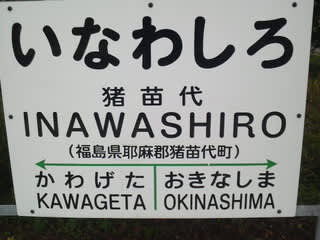 いなわしろ
猪苗代
INAWASHIRO
(福島県耶麻郡猪苗代町)
かわげた おきなしま
KAWAGETA OKINASHIMA